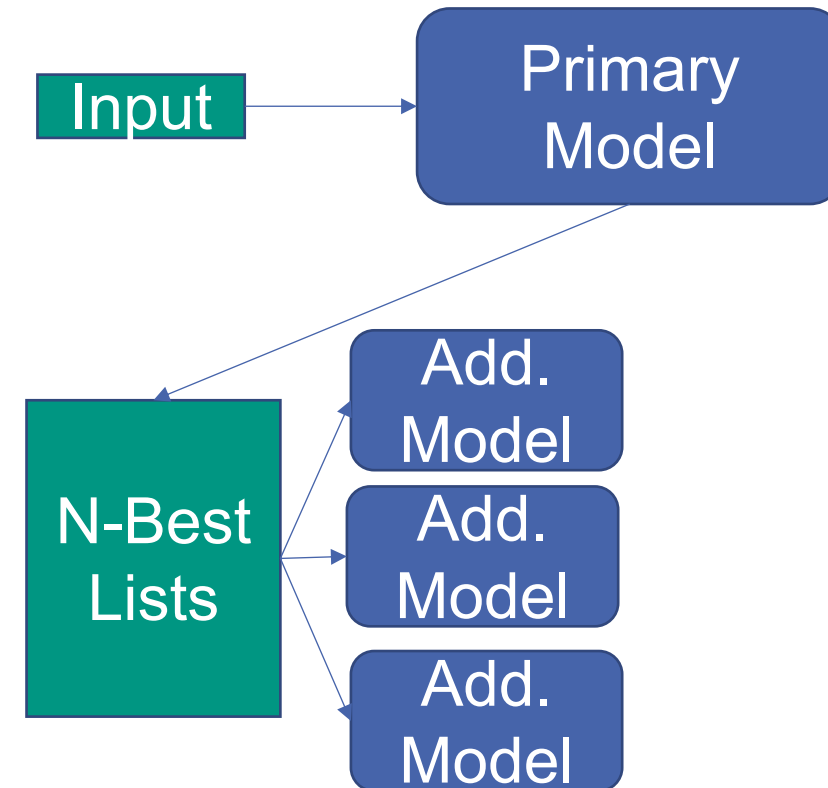 Input
Primary
Model
N-Best
Lists
Add.
Model
Add.
Model
Add.
Model